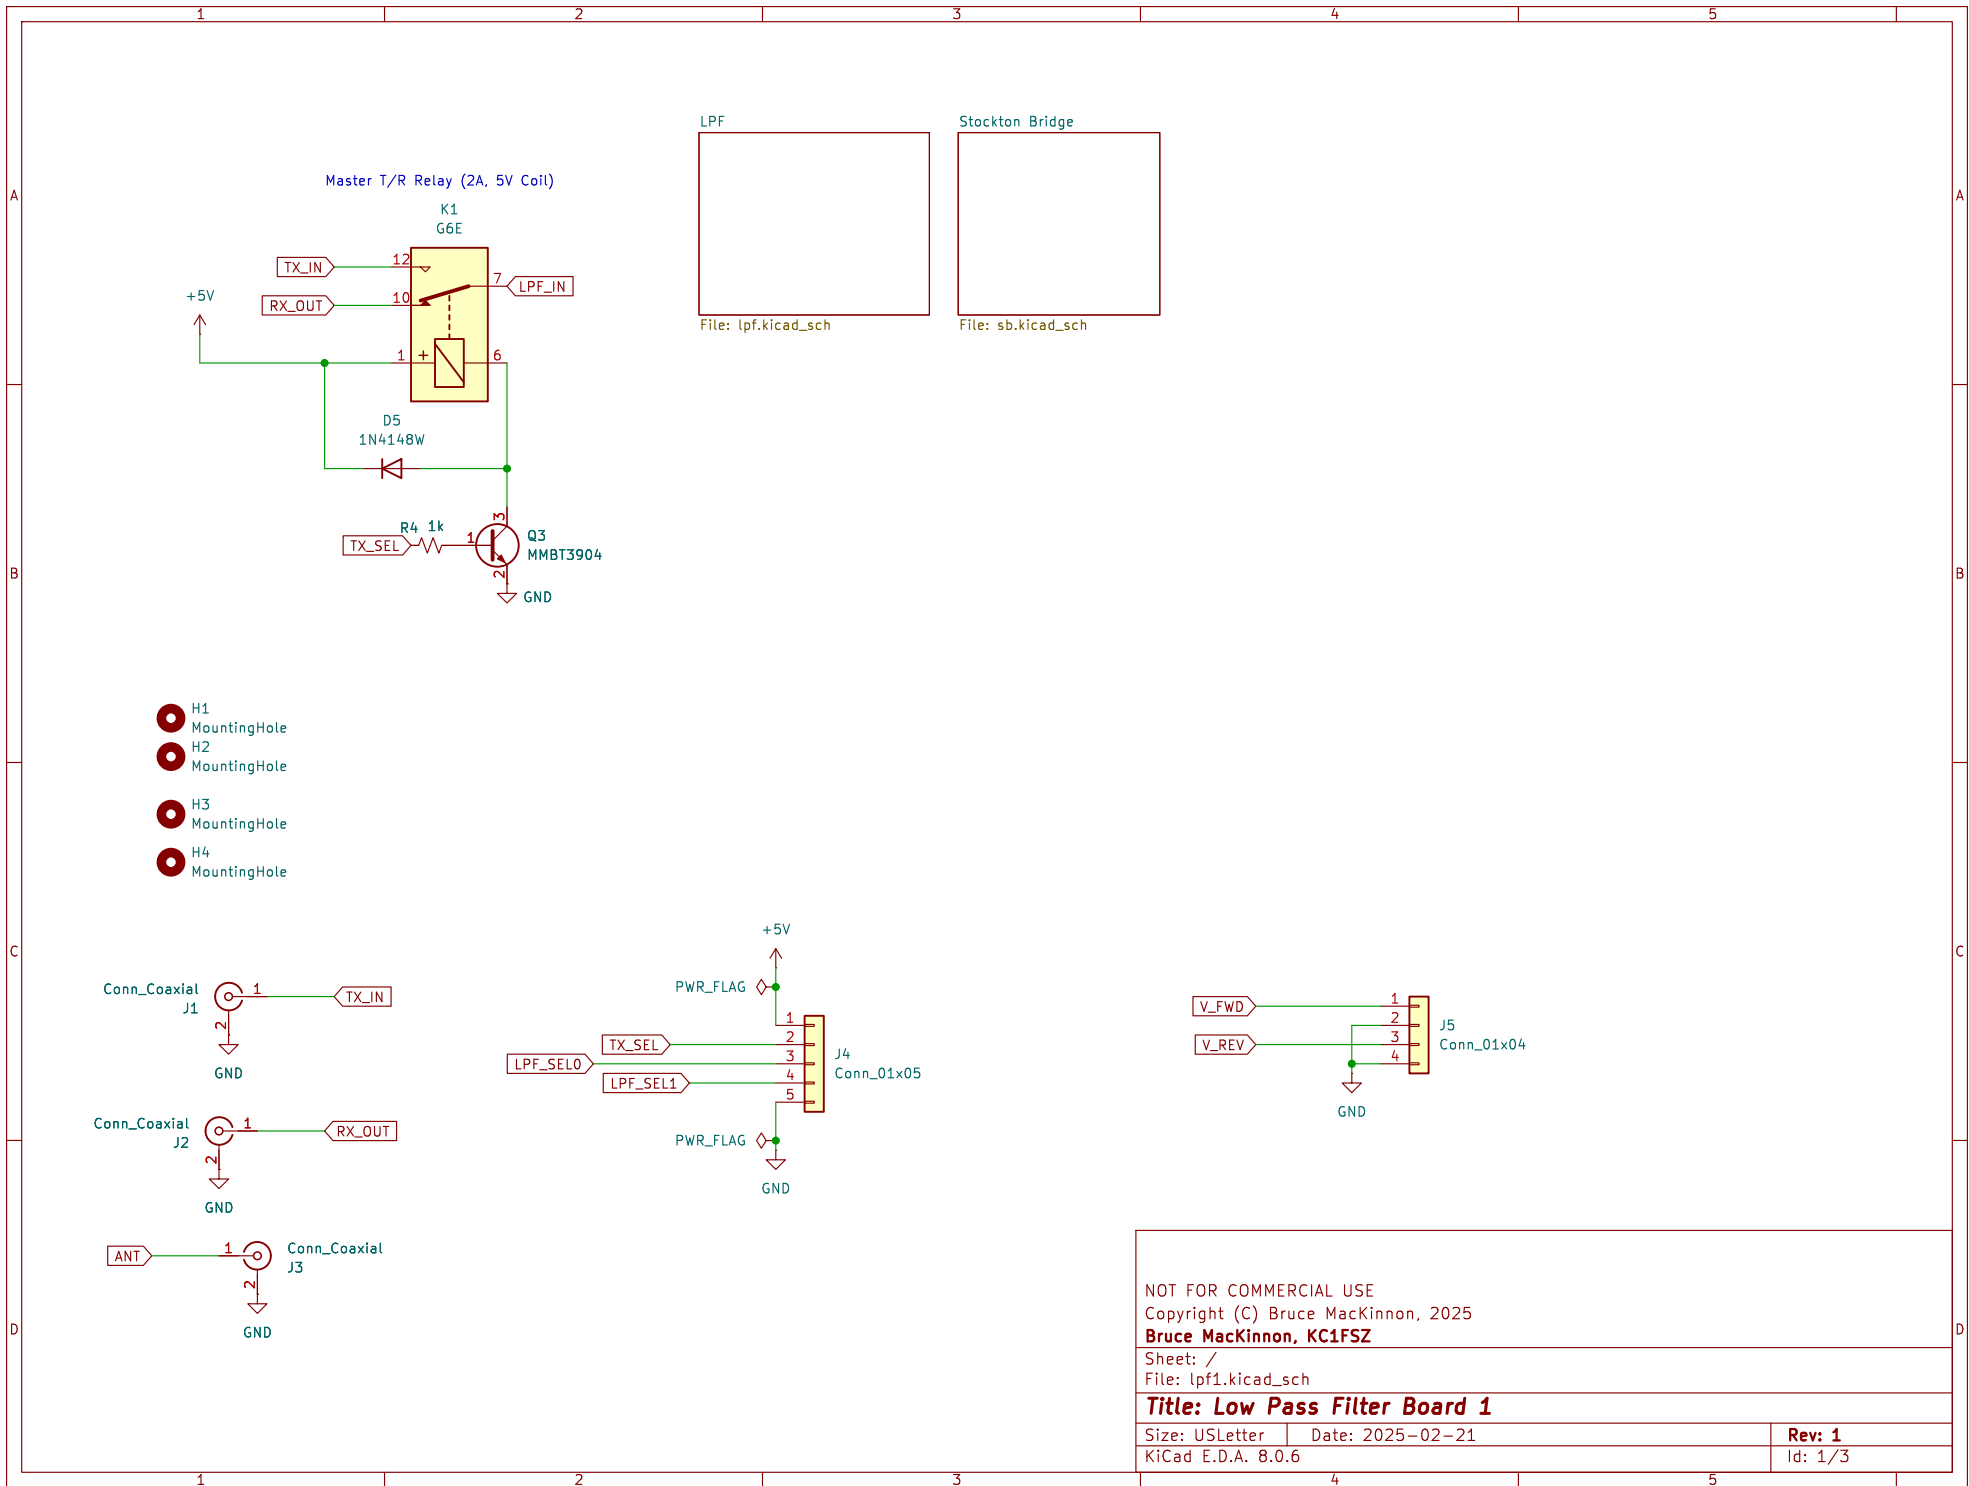 1 2 3 4 5
A A
B B
C C
D D
LPF
Stockton Bridge
File: lpf.kicad_sch
File: sb.kicad_sch
Master T/R Relay (2A, 5V Coil)
K1
G6E
TX_IN
12
7
LPF_IN
RX_OUT
10
+5V
1
+
6
D5
1N4148W
R4 1k
TX_SEL
1
3
2
Q3
MMBT3904
GND
H1
MountingHole
H2
MountingHole
H3
MountingHole
H4
MountingHole
Conn_Coaxial
J1
1
TX_IN
2
GND
Conn_Coaxial
J2
1
RX_OUT
2
GND
ANT
1
Conn_Coaxial
J3
2
GND
+5V
PWR_FLAG
1
TX_SEL
2
LPF_SEL0
3
LPF_SEL1
4
5
J4
Conn_01x05
PWR_FLAG
GND
V_FWD
1
2
V_REV
3
4
J5
Conn_01x04
GND
NOT FOR COMMERCIAL USE
Copyright (C) Bruce MacKinnon, 2025
Bruce MacKinnon, KC1FSZ
Sheet: /
File: lpf1.kicad_sch
Title: Low Pass Filter Board 1
Size: USLetter Date: 2025-02-21 Rev: 1
KiCad E.D.A. 8.0.6 Id: 1/3
1 2 3 4 5